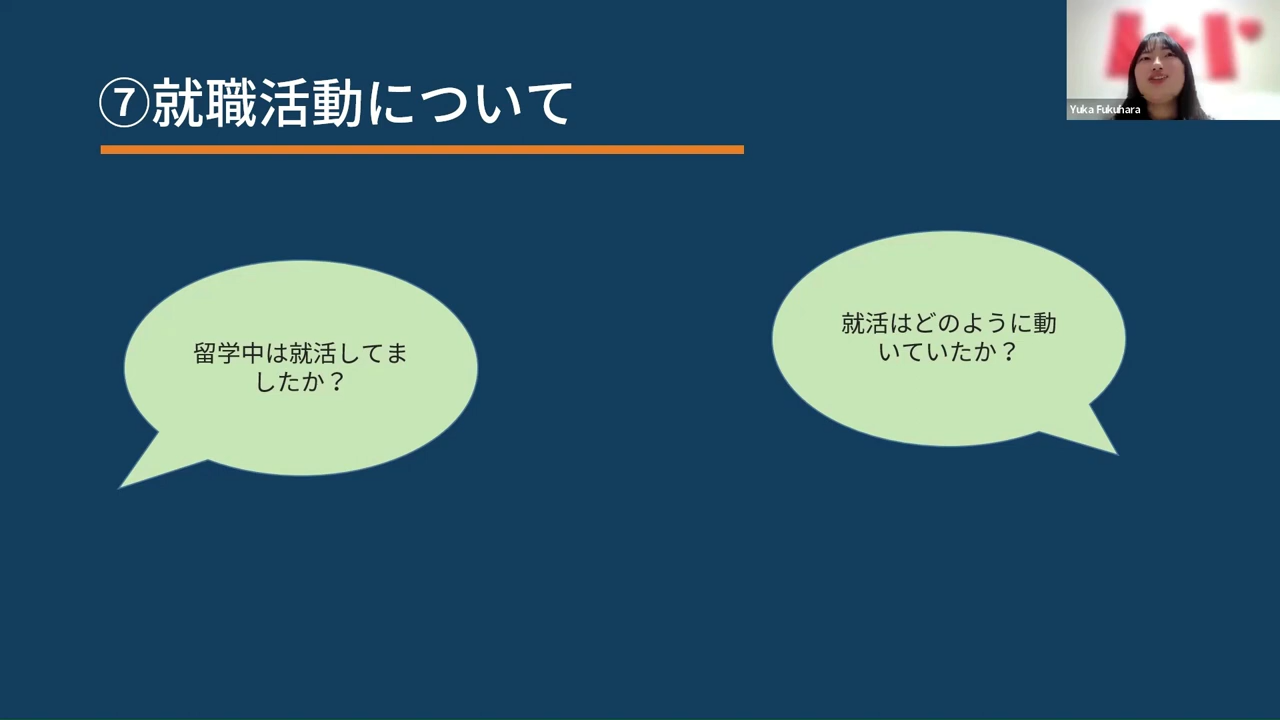 ⑦就職活動について
Yuka Fukuhara
留学中は就活してま
したか？
就活はどのように動
いていたか？